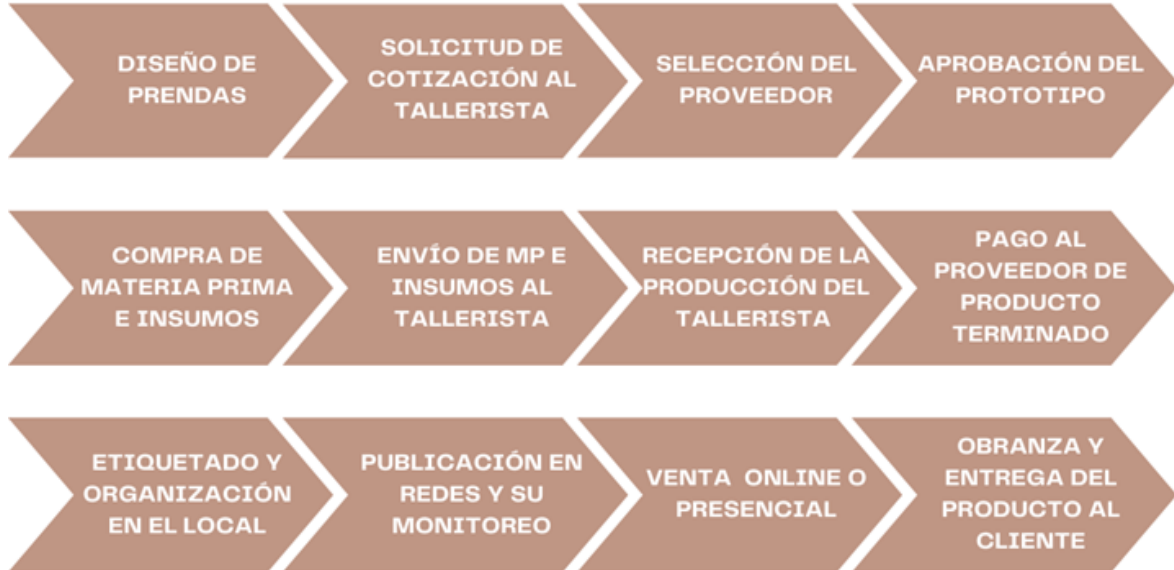 DISEÑO DE
PRENDAS
SOLICITUD DE
COTIZACIÓN AL
TALLERISTA
SELECCIÓN DEL
PROVEEDOR
APROBACIÓN DEL
PROTOTIPO
COMPRA DE
MATERIA PRIMA
E INSUMOS
ENVÍO DE MP E
INSUMOS AL
TALLERISTA
RECEPCIÓN DE LA
PRODUCCIÓN DEL
TALLERISTA
PAGO AL
PROVEEDOR DE
PRODUCTO
TERMINADO
ETIQUETADO Y
ORGANIZACIÓN
EN EL LOCAL
PUBLICACIÓN EN
REDES Y SU
MONITOREO
VENTA ONLINE O
PRESENCIAL
OBRANZA Y
ENTREGA DEL
PRODUCTO AL
CLIENTE